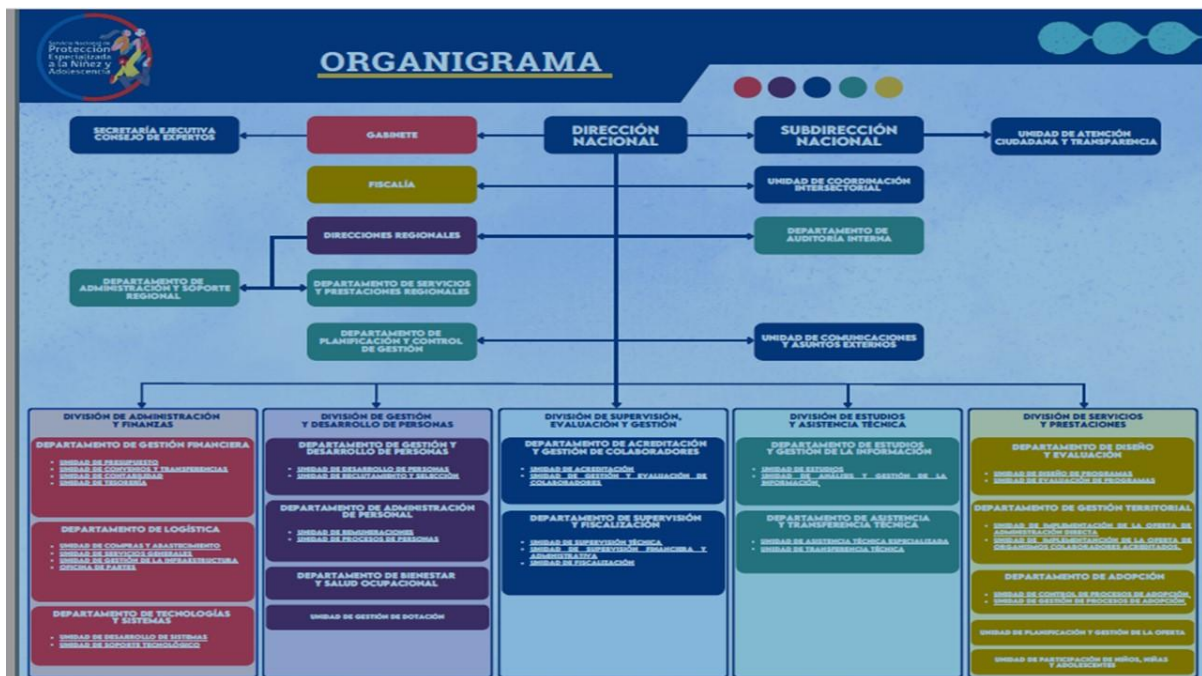 Servicio Nacional de
Protección
Especializada
a la Niñez y
Adolescencia
ORGANIGRAMA
SECRETARÍA EJECUTIVA
CONSEJO DE EXPERTOS
GABINETE
DIRECCIÓN
NACIONAL
SUBDIRECCIÓN
NACIONAL
UNIDAD DE ATENCIÓN
CIUDADANA Y TRANSPARENCIA
FISCALÍA
UNIDAD DE COORDINACIÓN
INTERSECTORIAL
DIRECCIONES REGIONALES
DEPARTAMENTO DE
AUDITORÍA INTERNA
DEPARTAMENTO DE
ADMINISTRACIÓN Y SOPORTE
REGIONAL
DEPARTAMENTO DE SERVICIOS
Y PRESTACIONES REGIONALES
DEPARTAMENTO DE
PLANIFICACIÓN Y CONTROL
DE GESTIÓN
UNIDAD DE COMUNICACIONES
Y ASUNTOS EXTERNOS
DIVISIÓN DE ADMINISTRACIÓN
Y FINANZAS
DEPARTAMENTO DE GESTIÓN FINANCIERA
UNIDAD DE PRESUPUESTO
UNIDAD DE CONVENIOS Y TRANSFERENCIAS
UNIDAD DE CONTABILIDAD
UNIDAD DE TESORERÍA
DEPARTAMENTO DE LOGÍSTICA
UNIDAD DE COMPRAS Y ABASTECIMIENTO
UNIDAD DE SERVICIOS GENERALES
UNIDAD DE GESTIÓN DE LA INFRAESTRUCTURA
OFICINA DE PARTES
DEPARTAMENTO DE TECNOLOGÍAS
Y SISTEMAS
UNIDAD DE DESARROLLO DE SISTEMAS
UNIDAD DE SOPORTE TECNOLÓGICO
DIVISIÓN DE GESTIÓN
Y DESARROLLO DE PERSONAS
DEPARTAMENTO DE GESTIÓN Y
DESARROLLO DE PERSONAS
UNIDAD DE DESARROLLO DE PERSONAS
UNIDAD DE RECLUTAMIENTO Y SELECCIÓN
DEPARTAMENTO DE ADMINISTRACIÓN
DE PERSONAL
UNIDAD DE REMUNERACIONES
UNIDAD DE PROCESOS DE PERSONAS
DEPARTAMENTO DE BIENESTAR
Y SALUD OCUPACIONAL
UNIDAD DE GESTIÓN DE DOTACIÓN
DIVISIÓN DE SUPERVISIÓN,
EVALUACIÓN Y GESTIÓN
DEPARTAMENTO DE ACREDITACIÓN
Y GESTIÓN DE COLABORADORES
UNIDAD DE ACREDITACIÓN
UNIDAD DE GESTIÓN Y EVALUACIÓN DE
COLABORADORES
DEPARTAMENTO DE SUPERVISIÓN
Y FISCALIZACIÓN
UNIDAD DE SUPERVISIÓN TÉCNICA
UNIDAD DE SUPERVISIÓN FINANCIERA Y
ADMINISTRATIVA
UNIDAD DE FISCALIZACIÓN
DIVISIÓN DE ESTUDIOS
Y ASISTENCIA TÉCNICA
DEPARTAMENTO DE ESTUDIOS
Y GESTIÓN DE LA INFORMACIÓN
UNIDAD DE ESTUDIOS
UNIDAD DE ANÁLISIS Y GESTIÓN DE LA
INFORMACIÓN.
DEPARTAMENTO DE ASISTENCIA
Y TRANSFERENCIA TÉCNICA
UNIDAD DE ASISTENCIA TÉCNICA ESPECIALIZADA
UNIDAD DE TRANSFERENCIA TÉCNICA
DIVISIÓN DE SERVICIOS
Y PRESTACIONES
DEPARTAMENTO DE DISEÑO
Y EVALUACIÓN
UNIDAD DE DISEÑO DE PROGRAMAS
UNIDAD DE EVALUACIÓN DE PROGRAMAS
DEPARTAMENTO DE GESTIÓN TERRITORIAL
UNIDAD DE IMPLEMENTACIÓN DE LA OFERTA DE
ADMINISTRACIÓN DIRECTA
UNIDAD DE IMPLEMENTANCIÓN DE LA OFERTA DE
ORGANISMOS COLABORADORES ACREDITADOS.
DEPARTAMENTO DE ADOPCIÓN
UNIDAD DE CONTROL DE PROCESOS DE ADOPCIÓN.
UNIDAD DE GESTIÓN DE PROCESOS DE ADOPCIÓN.
UNIDAD DE PLANIFICACIÓN Y GESTIÓN DE LA OFERTA
UNIDAD DE PARTICIPACIÓN DE NIÑOS, NIÑAS
Y ADOLESCENTES